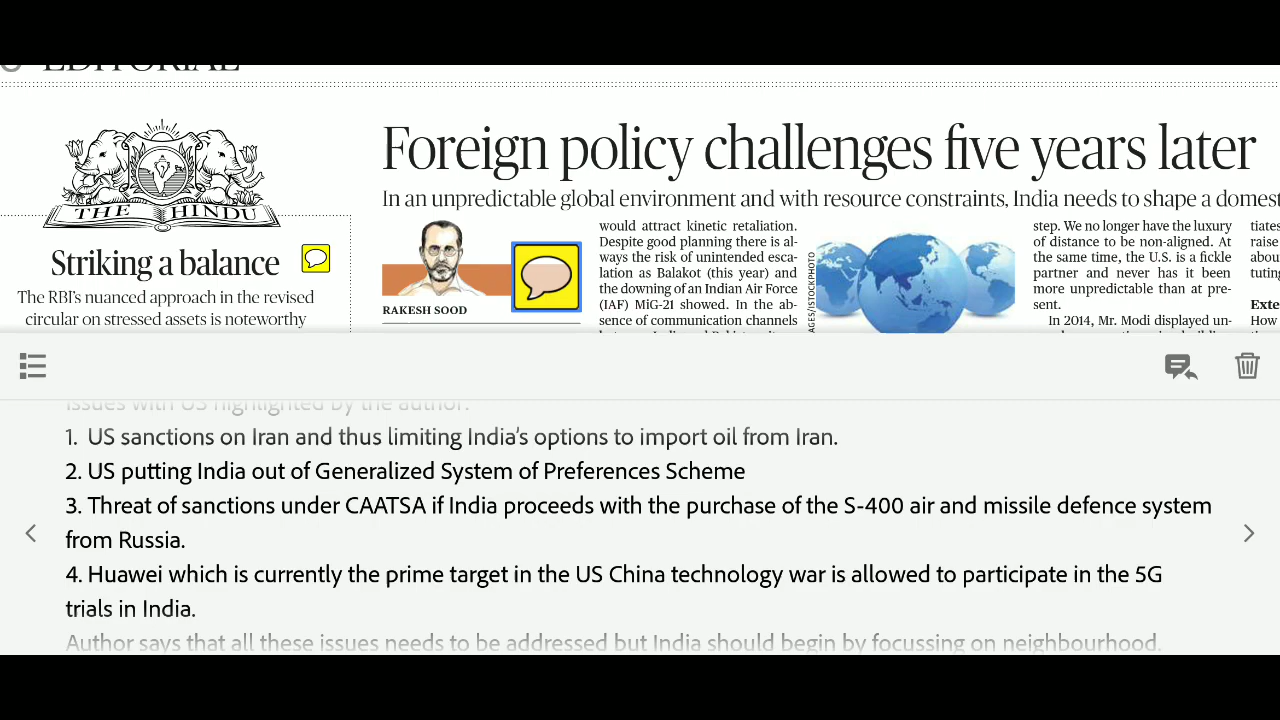 EDITORIAL
THE HINDU
Striking a balance
The RBI's nuanced approach in the revised
circular on stressed assets is noteworthy
Foreign policy challenges five years later
In an unpredictable global environment and with resource constraints, India needs to shape a domest
RAKESH SOOD
would attract kinetic retaliation.
Despite good planning there is al-
ways the risk of unintended esca-
lation as Balakot (this year) and
the downing of an Indian Air Force
(IAF) MiG-21 showed. In the ab-
sence of communication channels
AGES/ISTOCKPHOTO
step. We no longer have the luxury
of distance to be non-aligned. At
the same time, the U.S. is a fickle
partner and never has it been
more unpredictable than at pre-
sent.
In 2014, Mr. Modi displayed un-
tiates
raise
abou
tuting
Exte
How
issues with US highlighted by the author:
1. US sanctions on Iran and thus limiting India's options to import oil from Iran.
2. US putting India out of Generalized System of Preferences Scheme
3. Threat of sanctions under CAATSA if India proceeds with the purchase of the S-400 air and missile defence system
from Russia.
4. Huawei which is currently the prime target in the US China technology war is allowed to participate in the 5G
trials in India.
Author says that all these issues needs to be addressed but India should begin by focussing on neighbourhood.